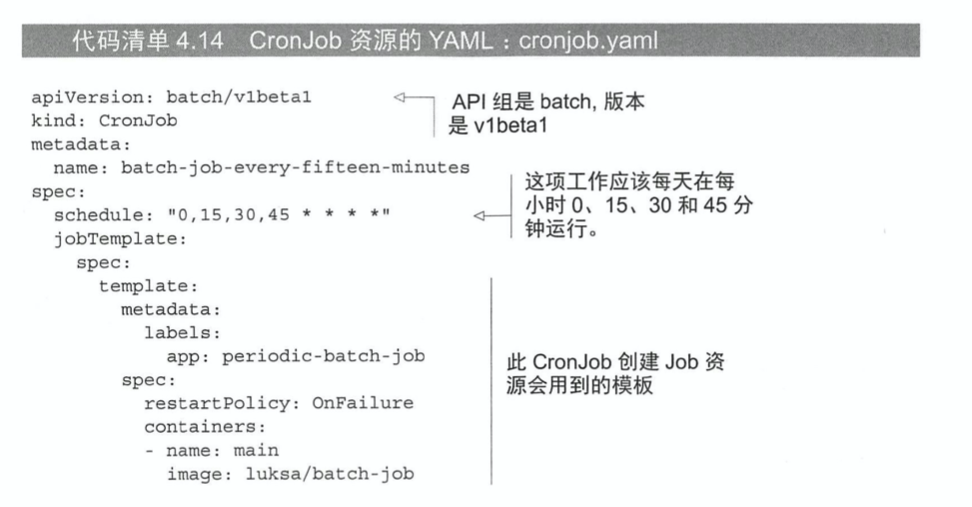 代码清单 4.14 CronJob 资源的 YAML：cronjob.yaml
apiVersion: batch/v1beta1
API 组是 batch, 版本
是 v1beta1
kind: CronJob
metadata:
  name: batch-job-every-fifteen-minutes
spec:
  schedule: "0,15,30,45 * * * *"
这项工作应该每天在每
小时 0、15、30 和 45 分
钟运行。
  jobTemplate:
    spec:
      template:
        metadata:
          labels:
            app: periodic-batch-job
        spec:
          restartPolicy: OnFailure
          containers:
          - name: main
            image: luksa/batch-job
此 CronJob 创建 Job 资
源会用到的模板